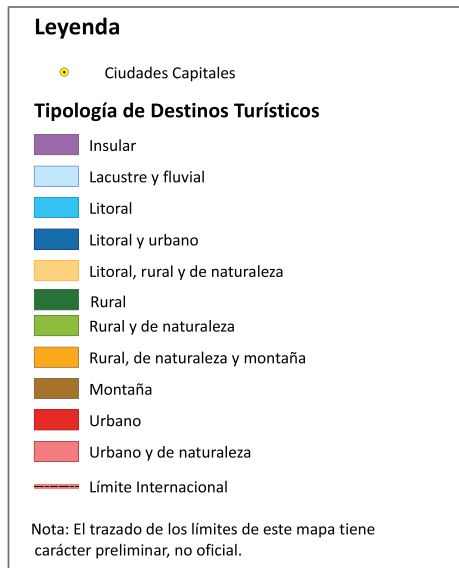 Leyenda
Ciudades Capitales
Tipología de Destinos Turísticos
Insular
Lacustre y fluvial
Litoral
Litoral y urbano
Litoral, rural y de naturaleza
Rural
Rural y de naturaleza
Rural, de naturaleza y montaña
Montaña
Urbano
Urbano y de naturaleza
Límite Internacional
Nota: El trazado de los límites de este mapa tiene
carácter preliminar, no oficial.